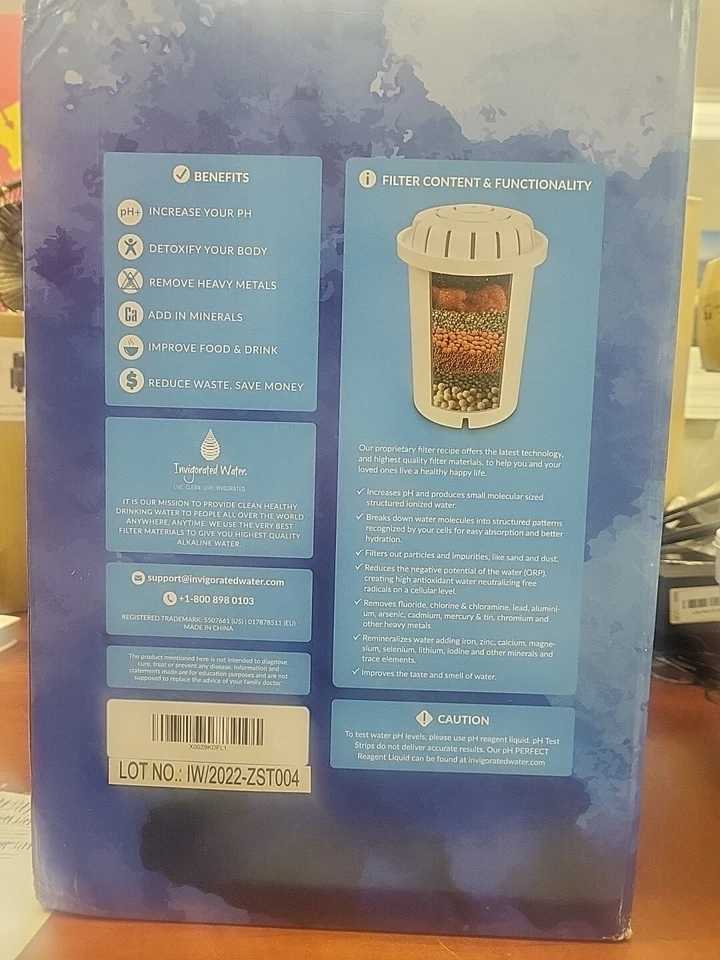 BENEFITS
pH+ INCREASE YOUR PH
DETOXIFY YOUR BODY
REMOVE HEAVY METALS
Ca ADD IN MINERALS
IMPROVE FOOD & DRINK
$ REDUCE WASTE, SAVE MONEY
Invigorated Water.
LIVE CLEAN · LIVE INVIGORATED
IT IS OUR MISSION TO PROVIDE CLEAN HEALTHY
DRINKING WATER TO PEOPLE ALL OVER THE WORLD
ANYWHERE, ANYTIME. WE USE THE VERY BEST
FILTER MATERIALS TO GIVE YOU HIGHEST QUALITY
ALKALINE WATER.
support@invigoratedwater.com
+1-800 898 0103
REGISTERED TRADEMARK: 5507661 (US) | 017878511 (EU)
MADE IN CHINA
The product mentioned here is not intended to diagnose,
cure, treat or prevent any disease. Information and
statements made are for education purposes and are not
supposed to replace the advice of your family doctor.
X0029KDFL1
LOT NO.: IW/2022-ZST004
i FILTER CONTENT & FUNCTIONALITY
Our proprietary filter recipe offers the latest technology,
and highest quality filter materials, to help you and your
loved ones live a healthy happy life.
Increases pH and produces small molecular sized
structured ionized water.
Breaks down water molecules into structured patterns
recognized by your cells for easy absorption and better
hydration.
Filters out particles and impurities, like sand and dust.
Reduces the negative potential of the water (ORP),
creating high antioxidant water neutralizing free
radicals on a cellular level.
Removes fluoride, chlorine & chloramine, lead, alumini-
um, arsenic, cadmium, mercury & tin, chromium and
other heavy metals.
Remineralizes water adding iron, zinc, calcium, magne-
sium, selenium, lithium, iodine and other minerals and
trace elements.
Improves the taste and smell of water.
! CAUTION
To test water pH levels, please use pH reagent liquid. pH Test
Strips do not deliver accurate results. Our pH PERFECT
Reagent Liquid can be found at invigoratedwater.com